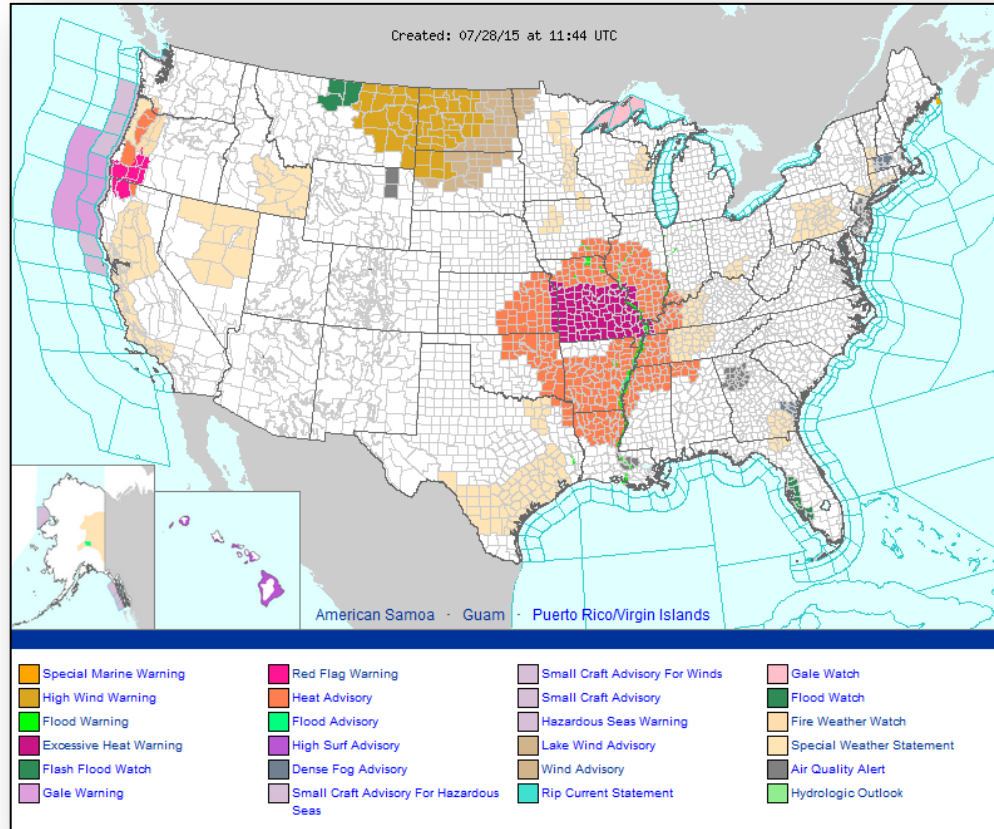 Created: 07/28/15 at 11:44 UTC
American Samoa · Guam · Puerto Rico/Virgin Islands
Special Marine Warning
High Wind Warning
Flood Warning
Excessive Heat Warning
Flash Flood Watch
Gale Warning
Red Flag Warning
Heat Advisory
Flood Advisory
High Surf Advisory
Dense Fog Advisory
Small Craft Advisory For Hazardous
Seas
Small Craft Advisory For Winds
Small Craft Advisory
Hazardous Seas Warning
Lake Wind Advisory
Wind Advisory
Rip Current Statement
Gale Watch
Flood Watch
Fire Weather Watch
Special Weather Statement
Air Quality Alert
Hydrologic Outlook